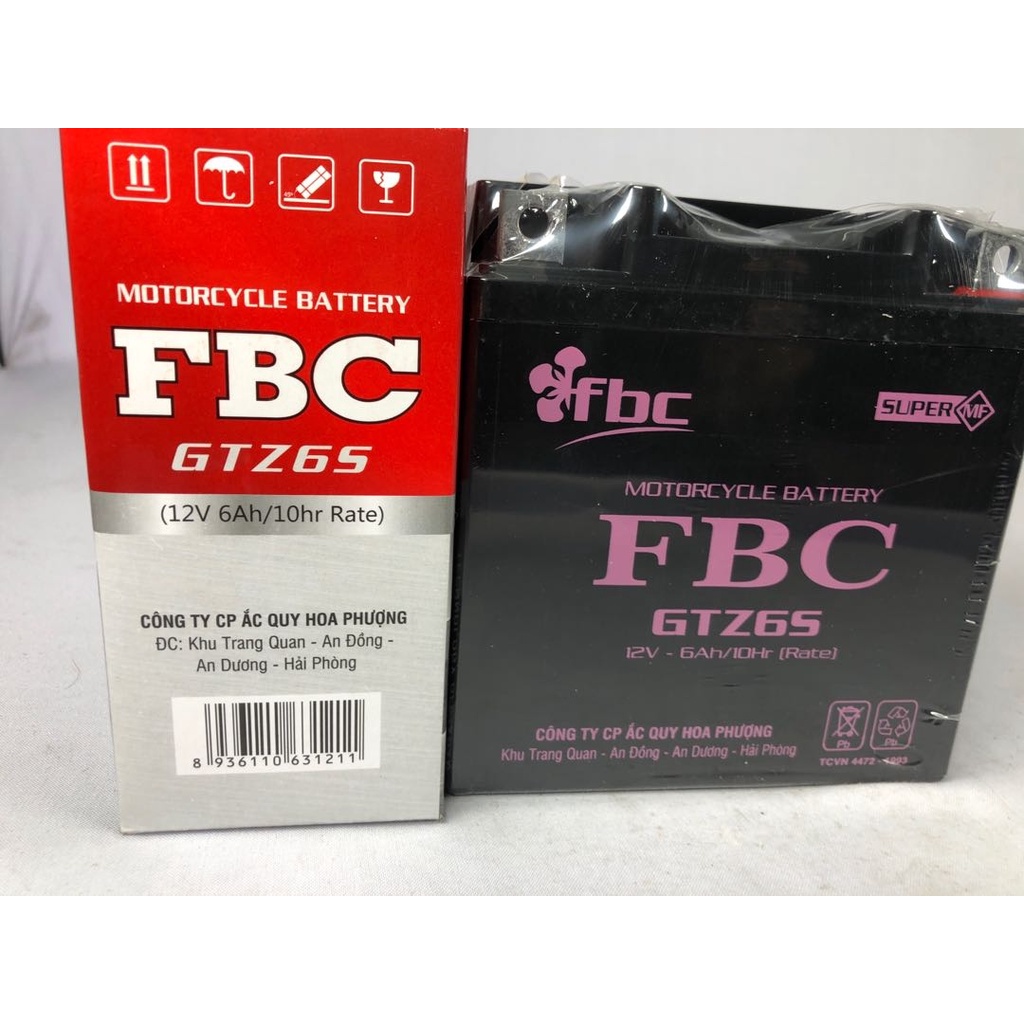 MOTORCYCLE BATTERY
FBC
GTZ6S
(12V 6Ah/10hr Rate)
CÔNG TY CP ẮC QUY HOA PHƯỢNG
ĐC: Khu Trang Quan - An Đồng -
An Dương - Hải Phòng
8 936110 631211
fbc
SUPER MF
MOTORCYCLE BATTERY
FBC
GTZ6S
12V - 6Ah/10Hr (Rate)
CÔNG TY CP ẮC QUY HOA PHƯỢNG
Khu Trang Quan - An Đồng - An Dương - Hải Phòng
Pb
Pb
TCVN 4472 - 1993